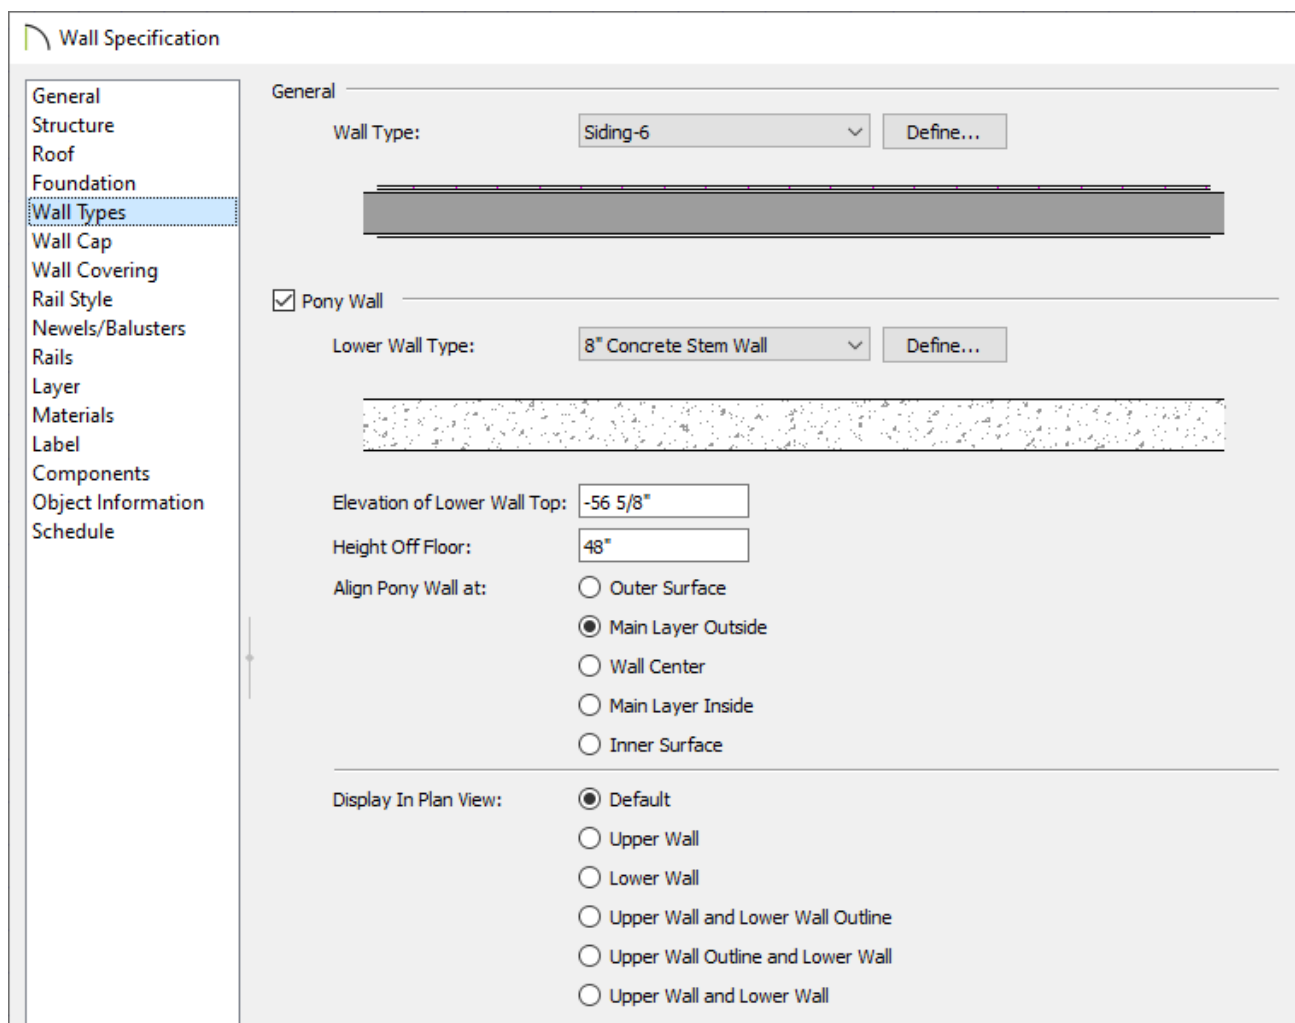 Wall Specification
General
Structure
Roof
Foundation
Wall Types
Wall Cap
Wall Covering
Rail Style
Newels/Balusters
Rails
Layer
Materials
Label
Components
Object Information
Schedule
General
Wall Type: Siding-6 Define...
Pony Wall
Lower Wall Type: 8" Concrete Stem Wall Define...
Elevation of Lower Wall Top: -56 5/8"
Height Off Floor: 48"
Align Pony Wall at: Outer Surface
Main Layer Outside
Wall Center
Main Layer Inside
Inner Surface
Display In Plan View: Default
Upper Wall
Lower Wall
Upper Wall and Lower Wall Outline
Upper Wall Outline and Lower Wall
Upper Wall and Lower Wall